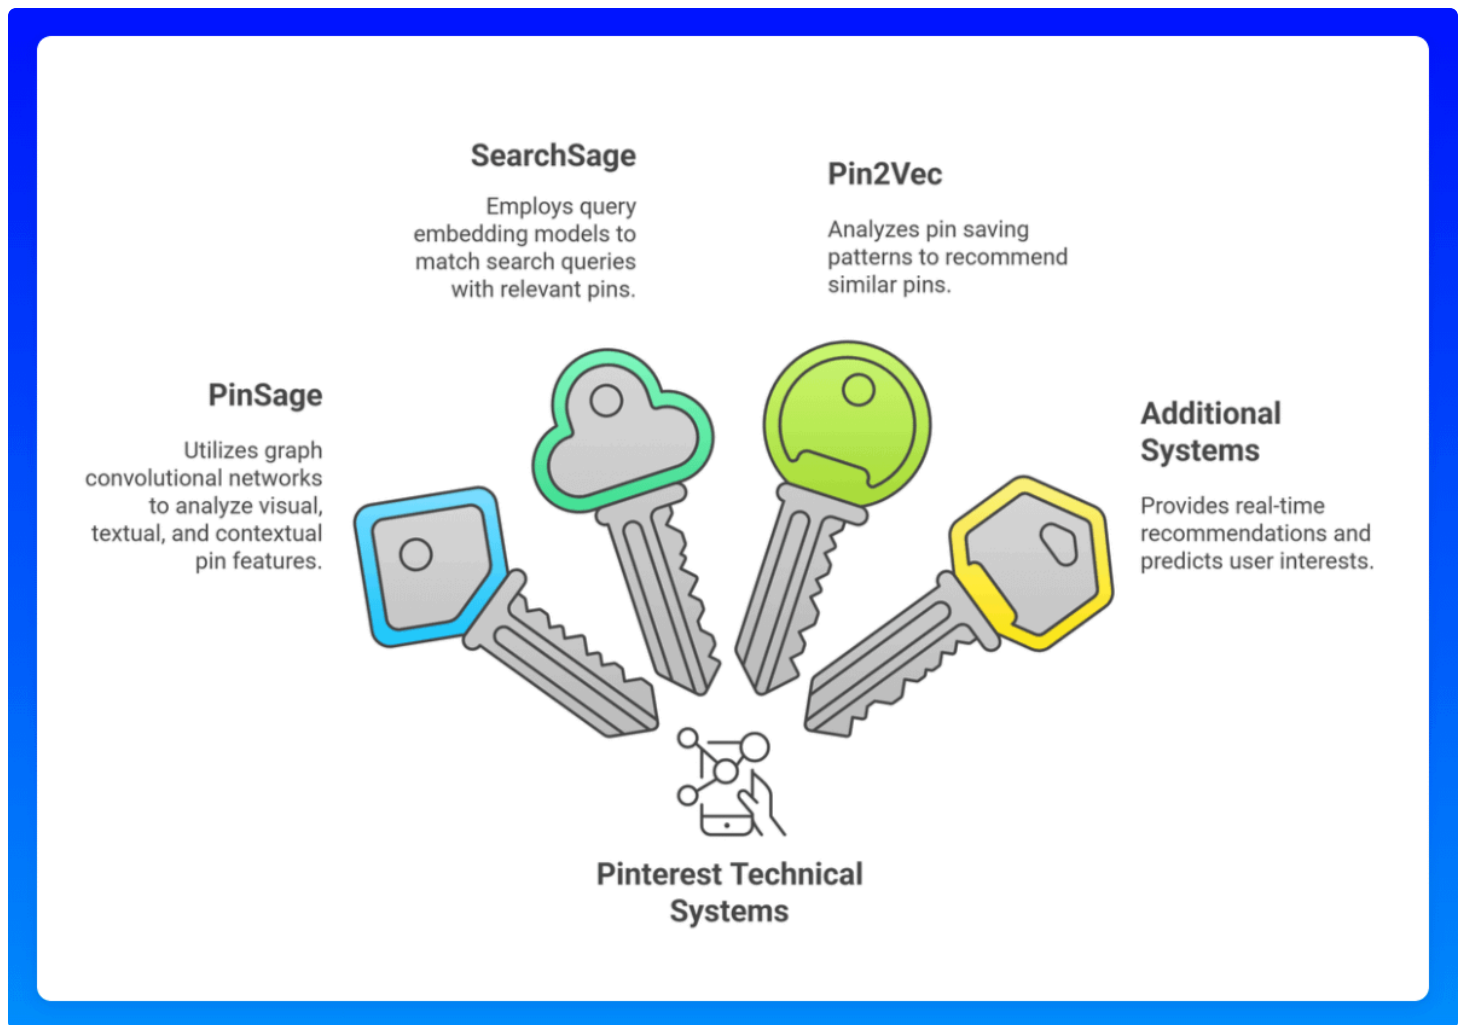 SearchSage
Employs query
embedding models to
match search queries
with relevant pins.
Pin2Vec
Analyzes pin saving
patterns to recommend
similar pins.
PinSage
Utilizes graph
convolutional networks
to analyze visual,
textual, and contextual
pin features.
Additional
Systems
Provides real-time
recommendations and
predicts user interests.
Pinterest Technical
Systems